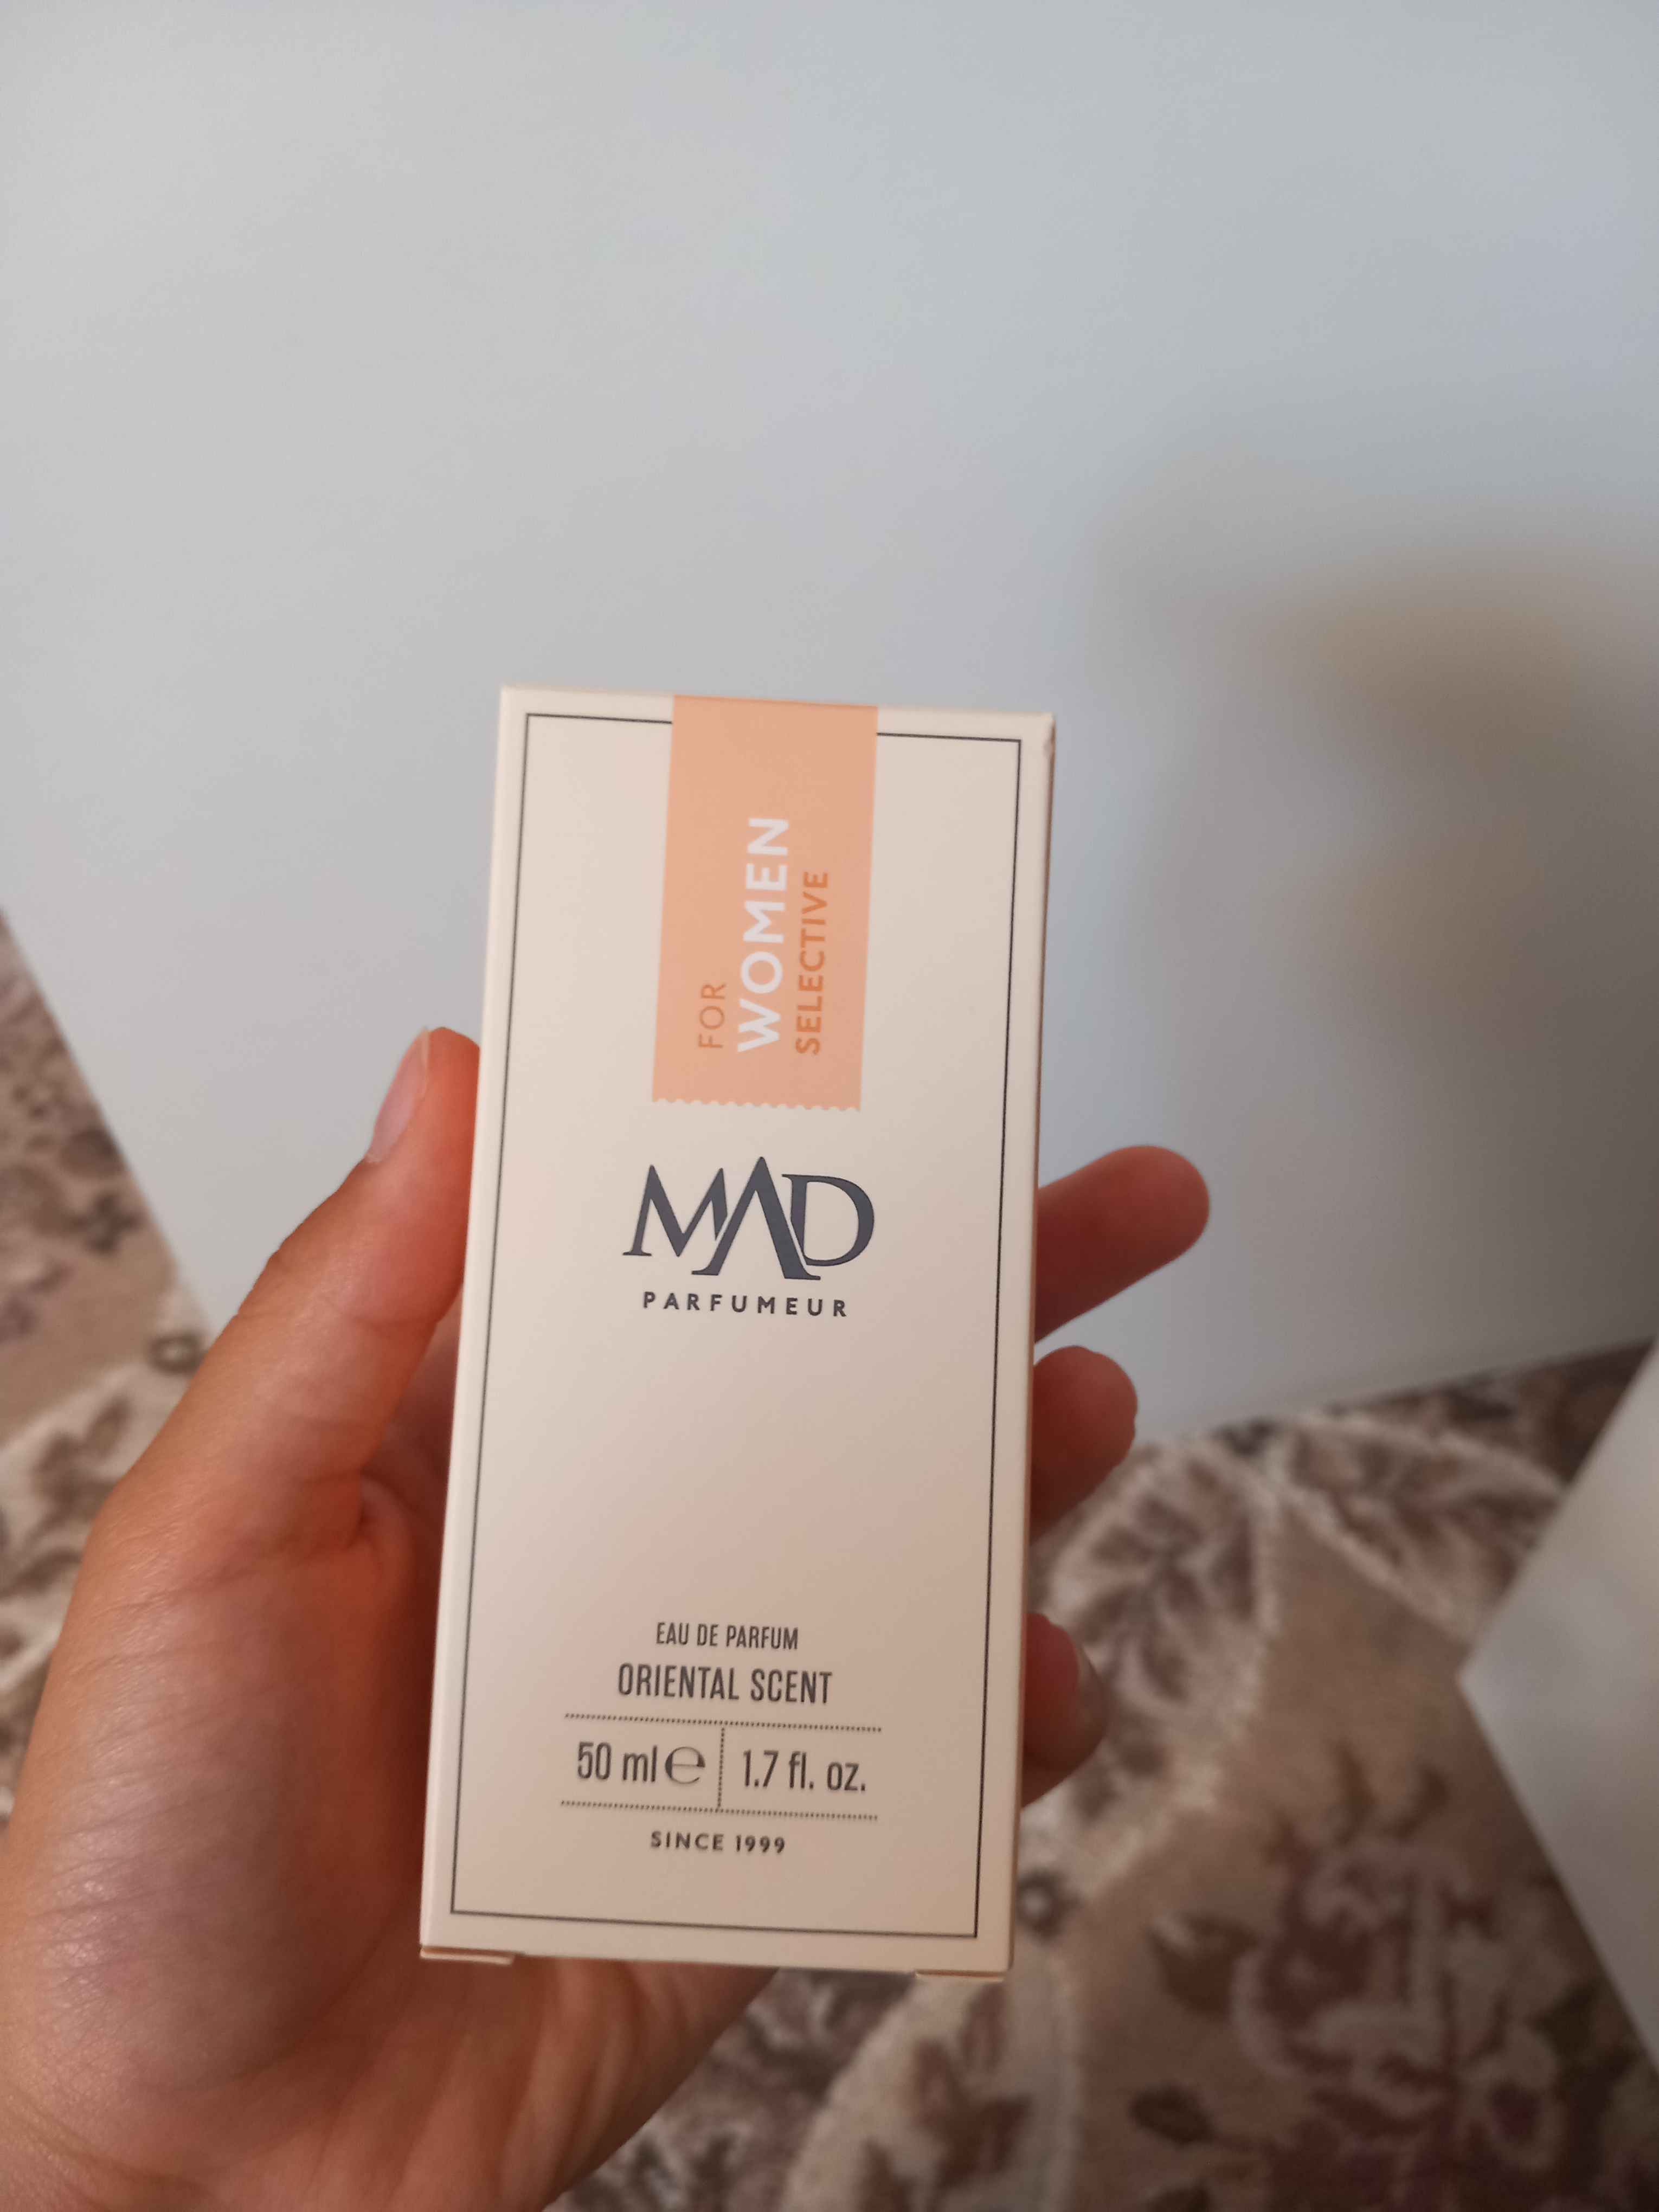 FOR
WOMEN
SELECTIVE
MAD
PARFUMEUR
EAU DE PARFUM
ORIENTAL SCENT
50 ml ℮ 1.7 fl. oz.
SINCE 1999